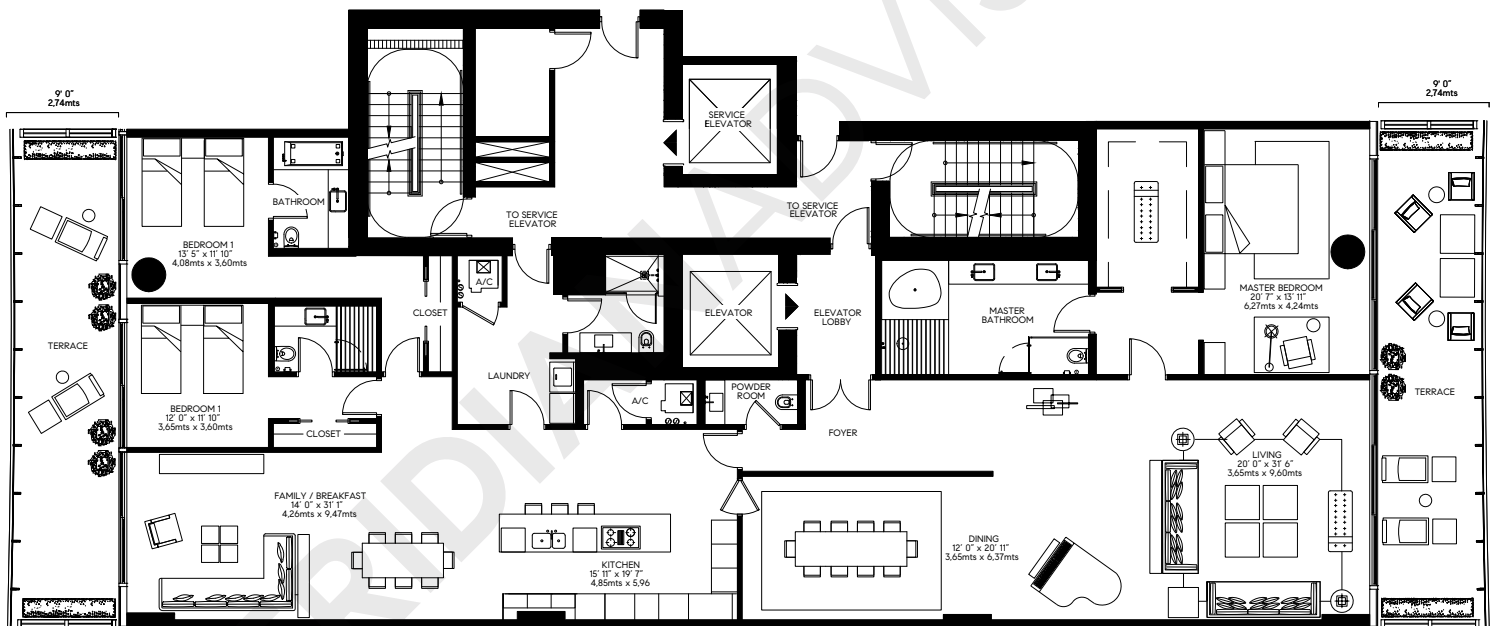 9' 0"
2,74mts
9' 0"
2,74mts
SERVICE
ELEVATOR
BATHROOM
TO SERVICE
ELEVATOR
TO SERVICE
ELEVATOR
BEDROOM 1
13' 5" x 11' 10"
4,08mts x 3,60mts
A/C
CLOSET
ELEVATOR
ELEVATOR
LOBBY
MASTER
BATHROOM
MASTER BEDROOM
20' 7" x 13' 11"
6,27mts x 4,24mts
TERRACE
LAUNDRY
A/C
POWDER
ROOM
TERRACE
BEDROOM 1
12' 0" x 11' 10"
3,65mts x 3,60mts
CLOSET
FOYER
LIVING
20' 0" x 31' 6"
3,65mts x 9,60mts
FAMILY / BREAKFAST
14' 0" x 31' 1"
4,26mts x 9,47mts
DINING
12' 0" x 20' 11"
3,65mts x 6,37mts
KITCHEN
15' 11" x 19' 7"
4,85mts x 5,96
ERIDIANADVIS